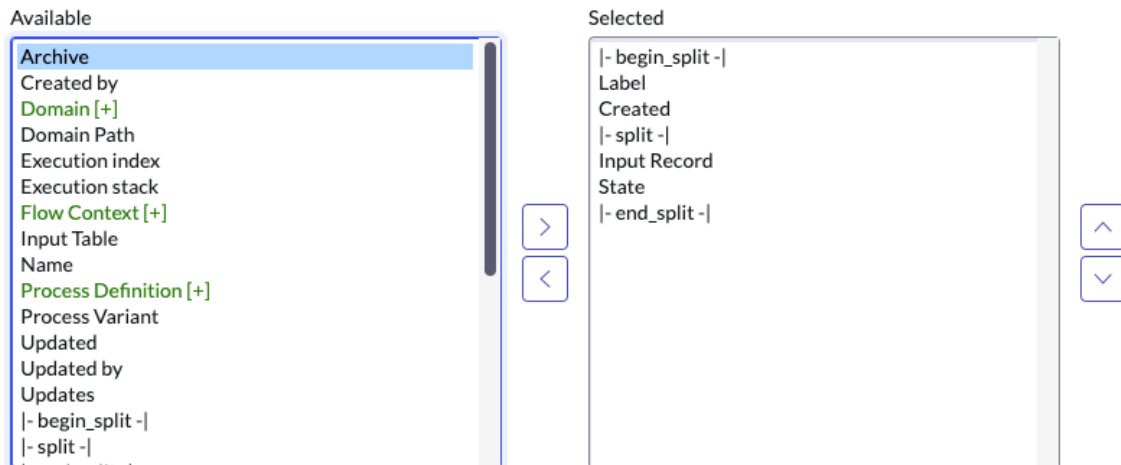 Available
Archive
Created by
Domain [+]
Domain Path
Execution index
Execution stack
Flow Context [+]
Input Table
Name
Process Definition [+]
Process Variant
Updated
Updated by
Updates
|- begin_split -|
|- split -|
Selected
|- begin_split -|
Label
Created
|- split -|
Input Record
State
|- end_split -|